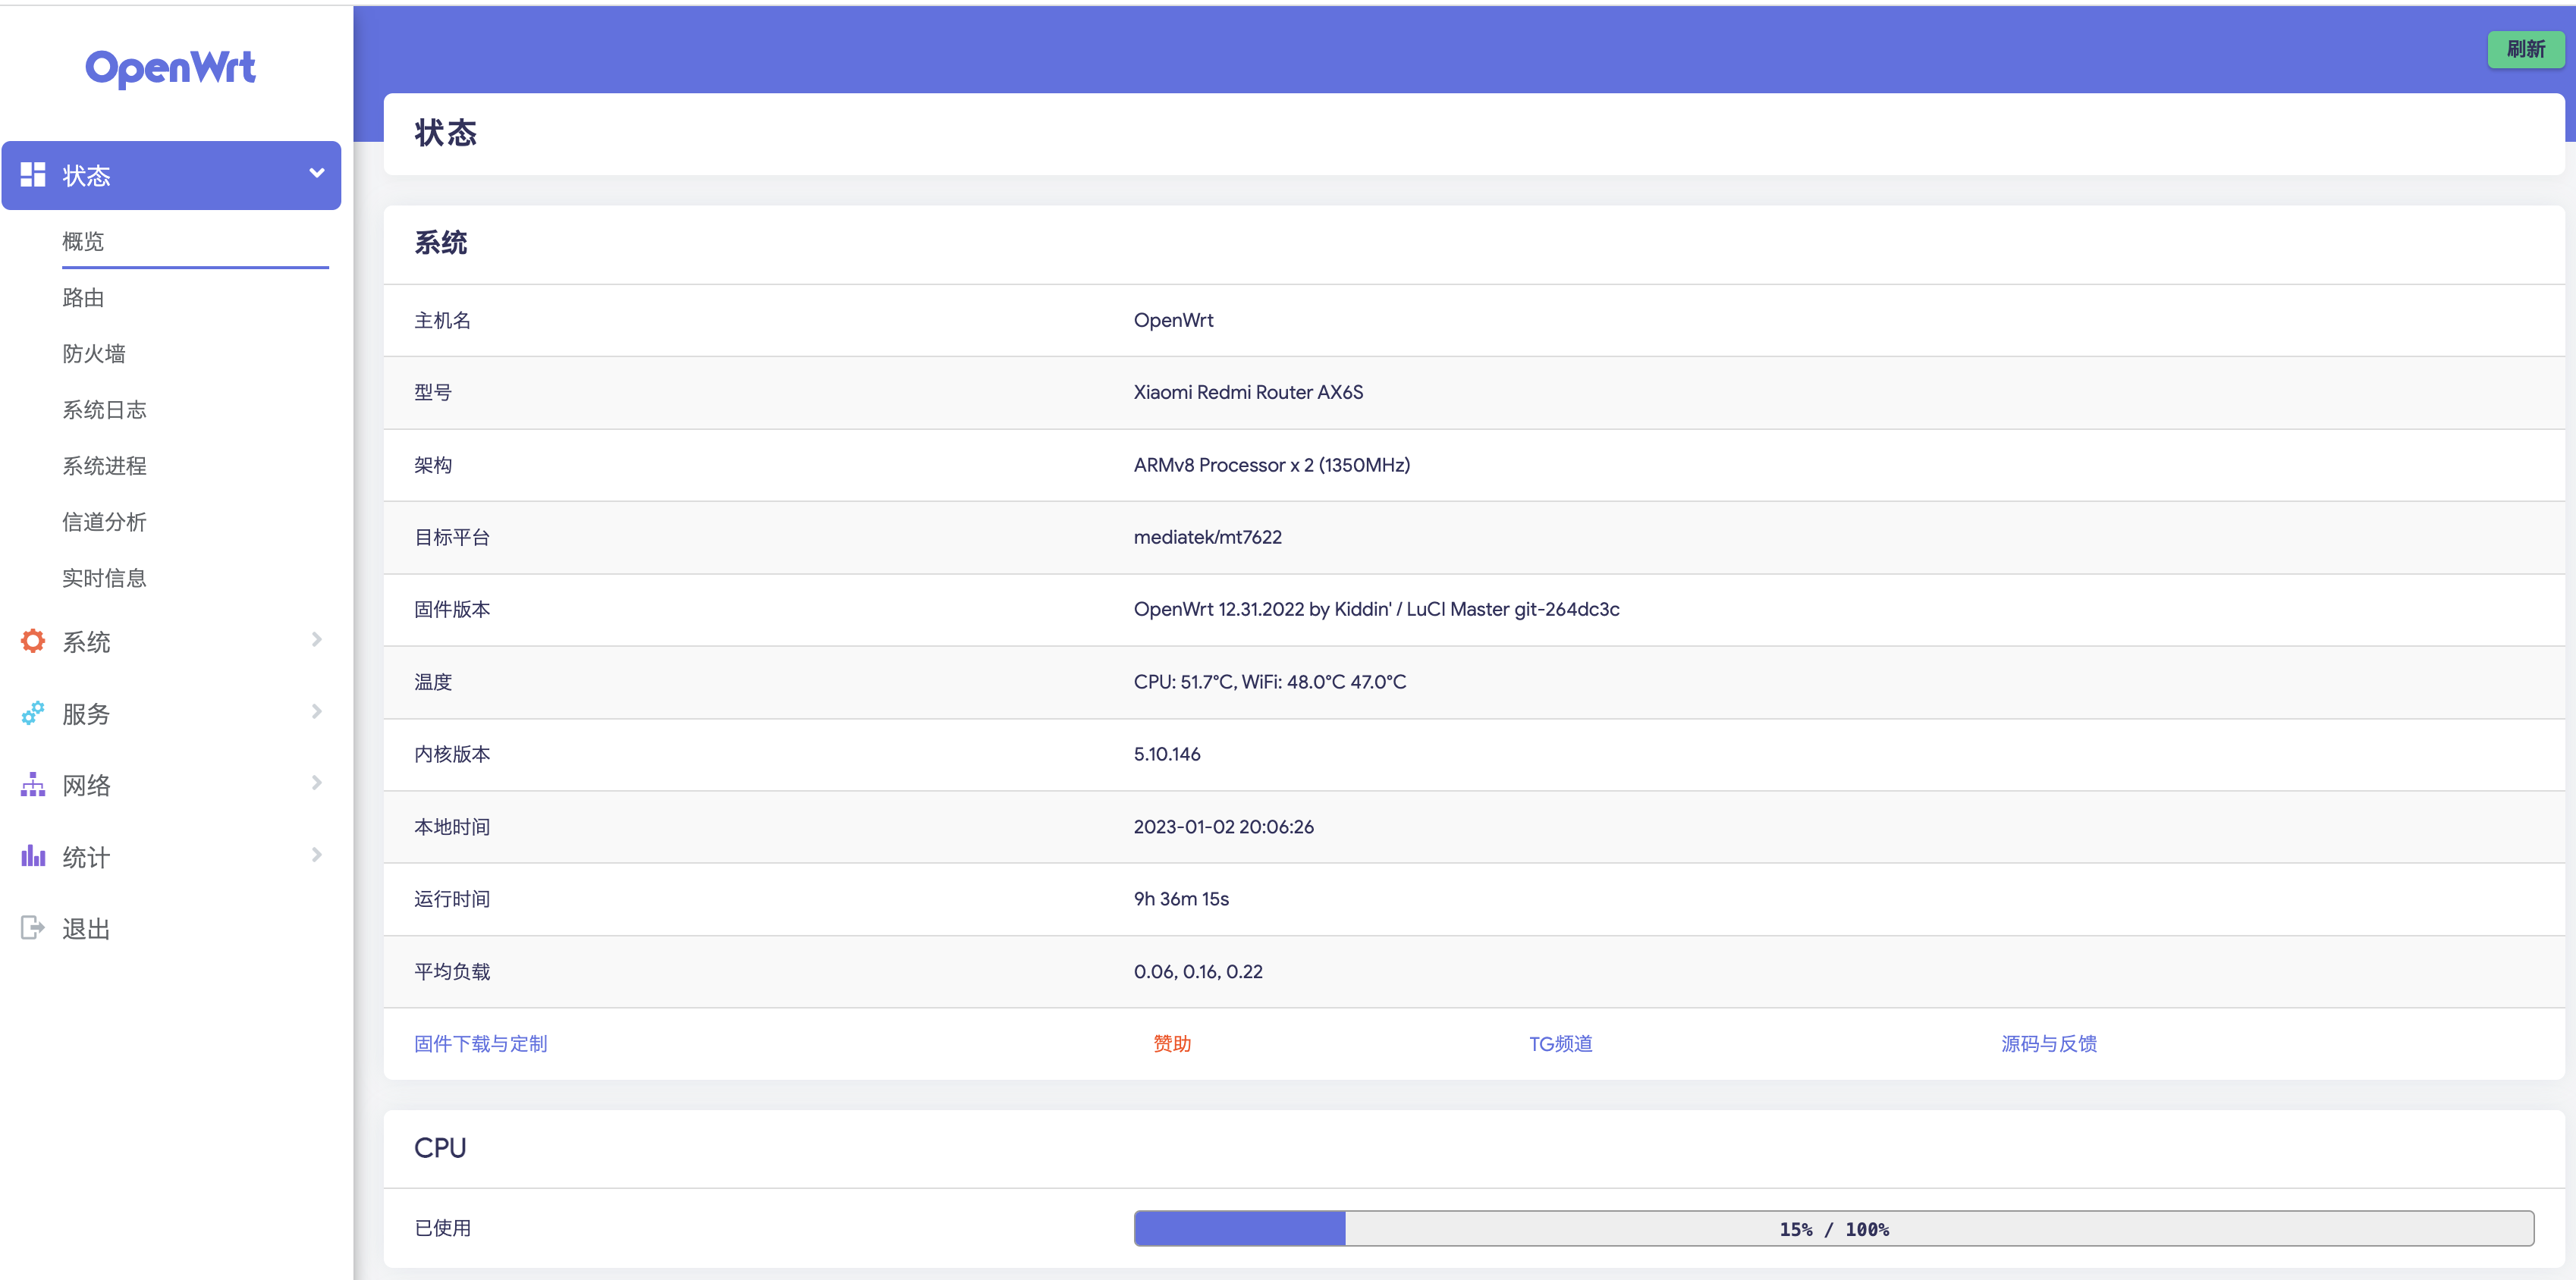 OpenWrt
状态
概览
路由
防火墙
系统日志
系统进程
信道分析
实时信息
系统
服务
网络
统计
退出
刷新
状态
系统
主机名 OpenWrt
型号 Xiaomi Redmi Router AX6S
架构 ARMv8 Processor x 2 (1350MHz)
目标平台 mediatek/mt7622
固件版本 OpenWrt 12.31.2022 by Kiddin' / LuCI Master git-264dc3c
温度 CPU: 51.7°C, WiFi: 48.0°C 47.0°C
内核版本 5.10.146
本地时间 2023-01-02 20:06:26
运行时间 9h 36m 15s
平均负载 0.06, 0.16, 0.22
固件下载与定制 赞助 TG频道 源码与反馈
CPU
已使用 15% / 100%